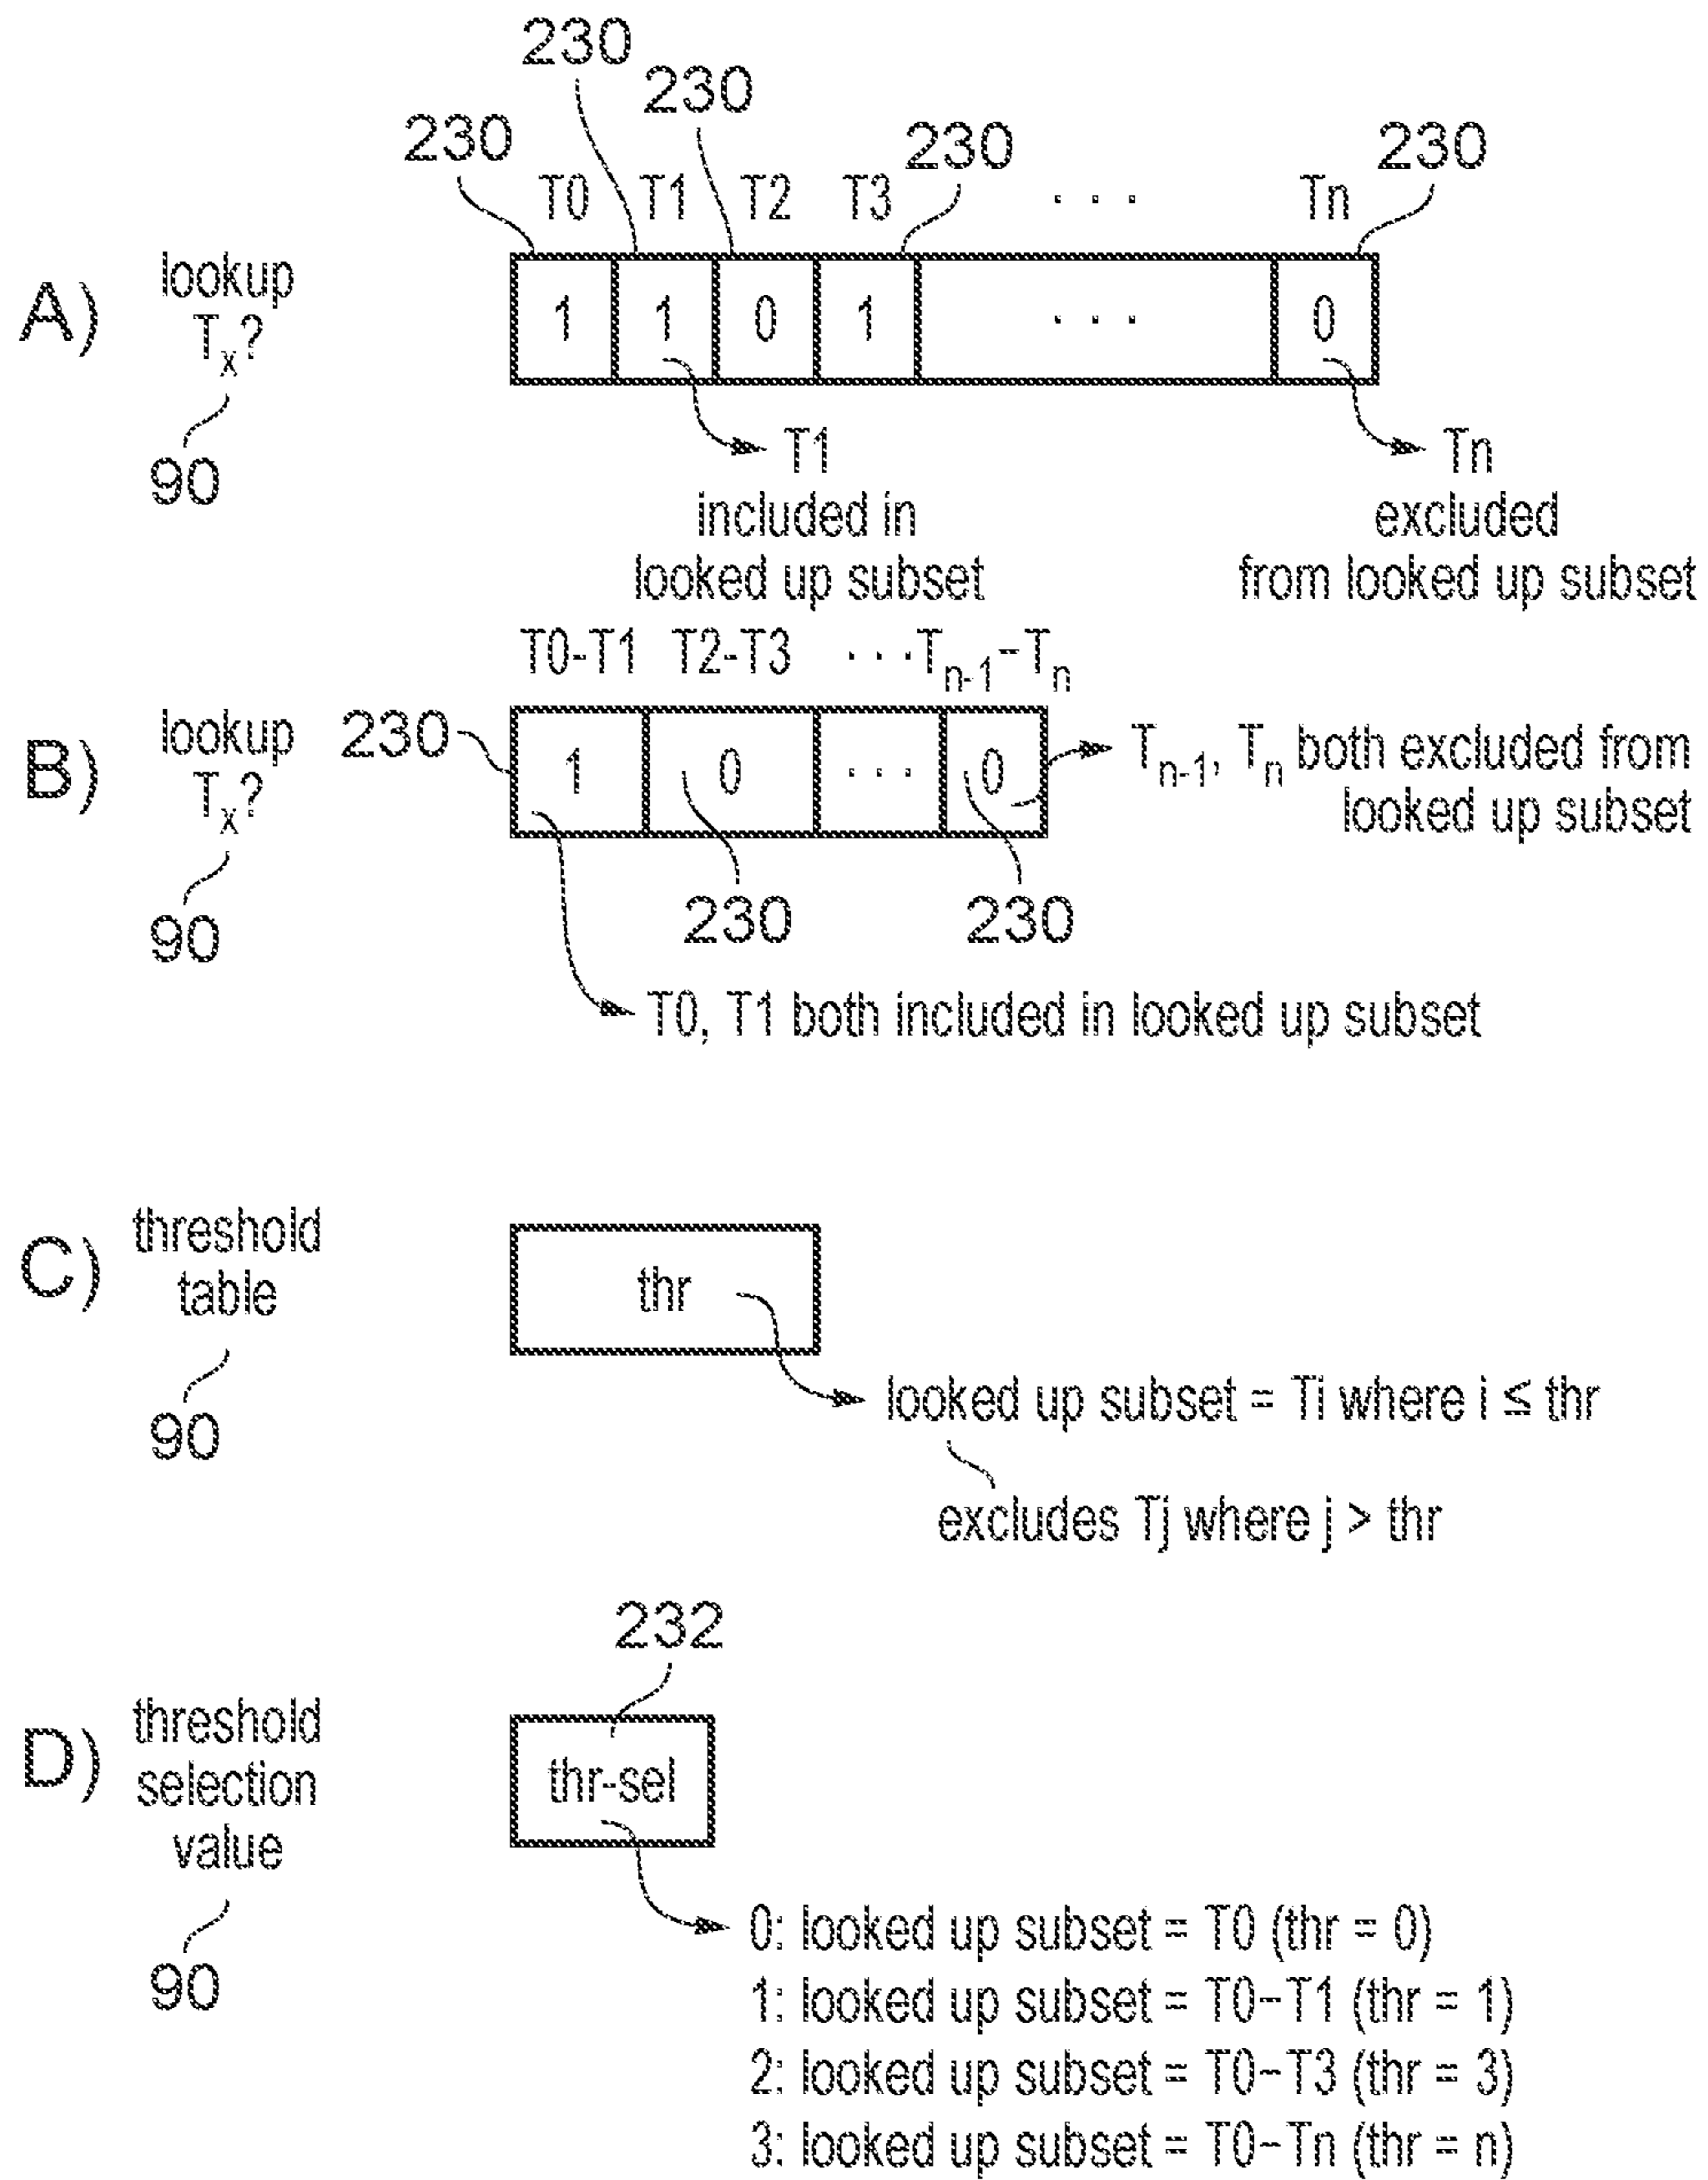 230
230
230 230 230
T0 T1 T2 T3 . . . Tn
A) lookup
Tx?
1 1 0 1 . . . 0
90
T1
included in
looked up subset
Tn
excluded
from looked up subset
T0-T1 T2-T3 . . . Tn-1-Tn
B) lookup
Tx?
230
1 0 . . . 0
Tn-1, Tn both excluded from
looked up subset
90
230 230
T0, T1 both included in looked up subset
C) threshold
table
thr
90
looked up subset = Ti where i ≤ thr
excludes Tj where j > thr
232
D) threshold
selection
value
thr-sel
90
0: looked up subset = T0 (thr = 0)
1: looked up subset = T0-T1 (thr = 1)
2: looked up subset = T0-T3 (thr = 3)
3: looked up subset = T0-Tn (thr = n)